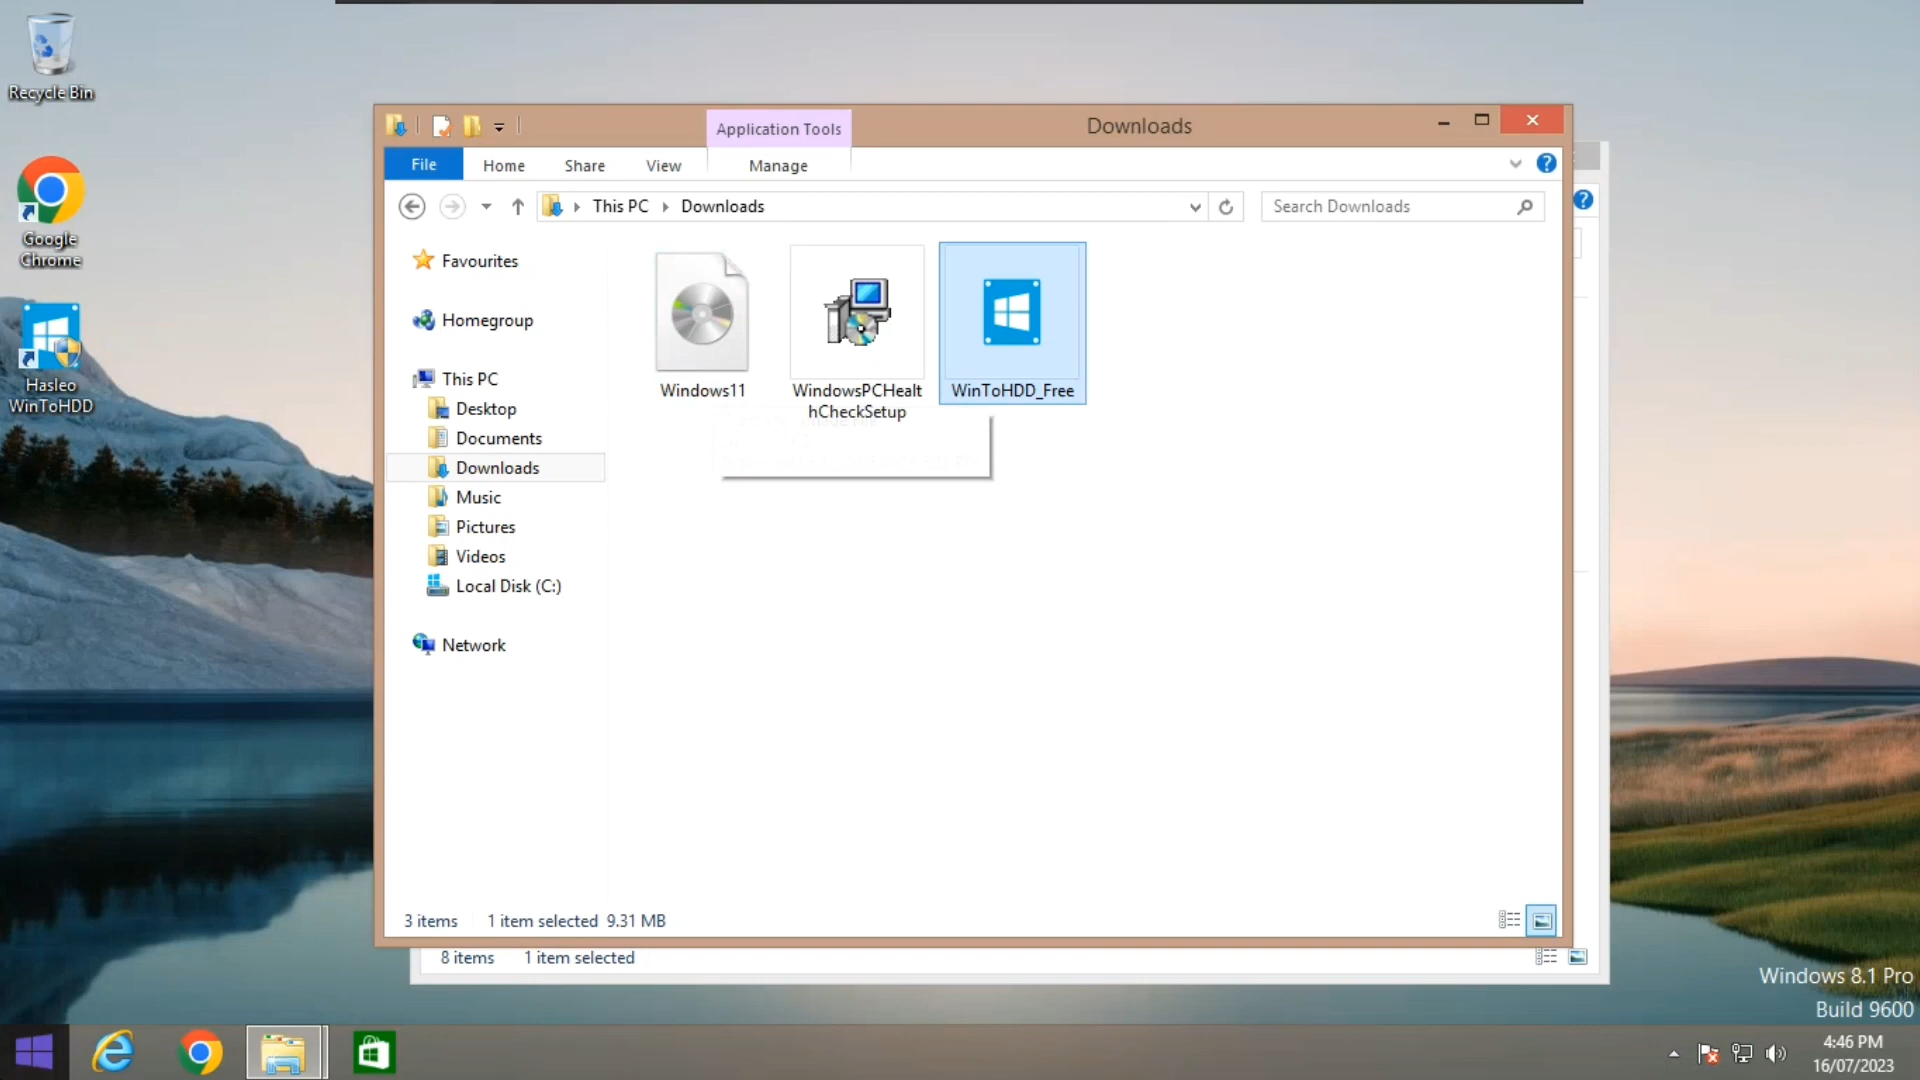 Recycle Bin
Google
Chrome
Hasleo
WinToHDD
Application Tools
Downloads
File
Home
Share
View
Manage
This PC
Downloads
Search Downloads
Favourites
Homegroup
This PC
Desktop
Documents
Downloads
Music
Pictures
Videos
Local Disk (C:)
Network
Windows11
WindowsPCHealt
hCheckSetup
WinToHDD_Free
3 items
1 item selected 9.31 MB
8 items
1 item selected
Windows 8.1 Pro
Build 9600
4:46 PM
16/07/2023